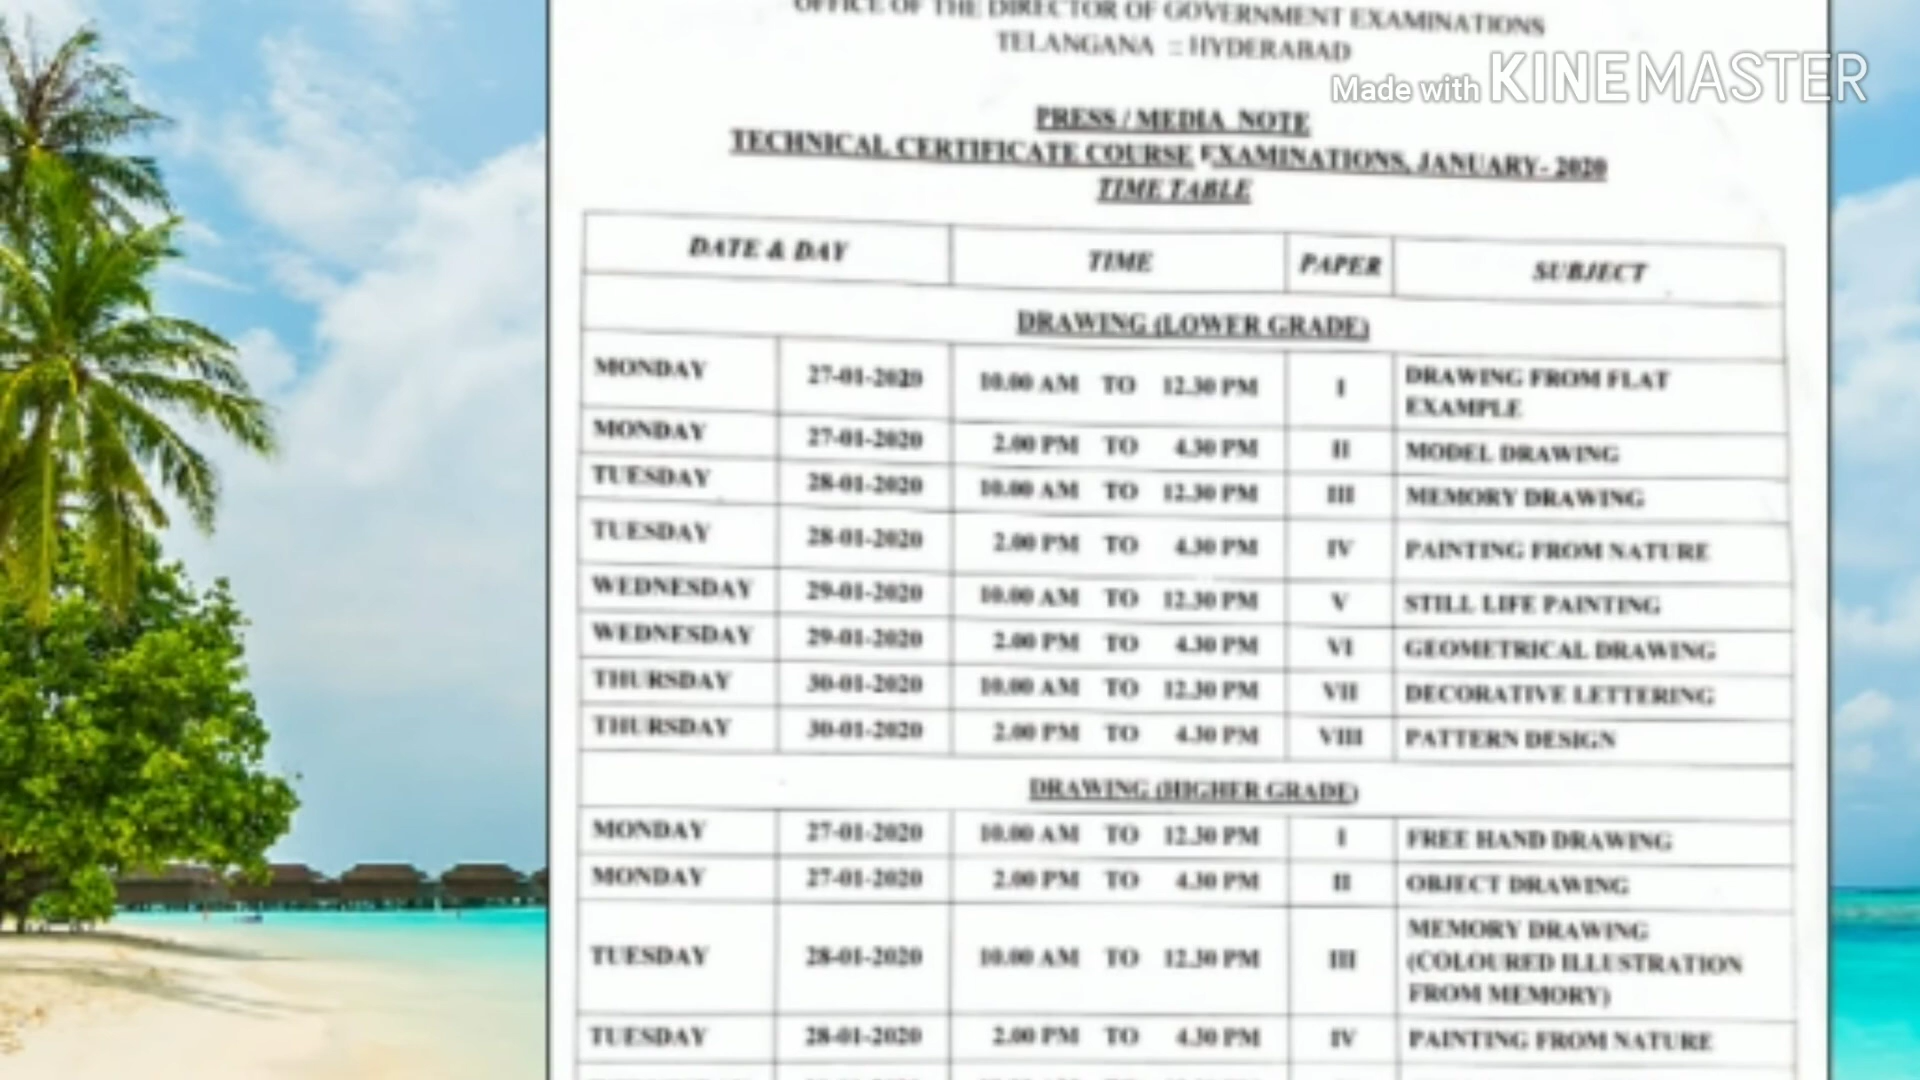 OFFICE OF THE DIRECTOR OF GOVERNMENT EXAMINATIONS
TELANGANA :: HYDERABAD
Made with KINEMASTER
PRESS / MEDIA NOTE
TECHNICAL CERTIFICATE COURSE EXAMINATIONS, JANUARY- 2020
TIME TABLE
DATE & DAY TIME PAPER SUBJECT
DRAWING (LOWER GRADE)
MONDAY 27-01-2020 10.00 AM TO 12.30 PM I DRAWING FROM FLAT
EXAMPLE
MONDAY 27-01-2020 2.00 PM TO 4.30 PM II MODEL DRAWING
TUESDAY 28-01-2020 10.00 AM TO 12.30 PM III MEMORY DRAWING
TUESDAY 28-01-2020 2.00 PM TO 4.30 PM IV PAINTING FROM NATURE
WEDNESDAY 29-01-2020 10.00 AM TO 12.30 PM V STILL LIFE PAINTING
WEDNESDAY 29-01-2020 2.00 PM TO 4.30 PM VI GEOMETRICAL DRAWING
THURSDAY 30-01-2020 10.00 AM TO 12.30 PM VII DECORATIVE LETTERING
THURSDAY 30-01-2020 2.00 PM TO 4.30 PM VIII PATTERN DESIGN
DRAWING (HIGHER GRADE)
MONDAY 27-01-2020 10.00 AM TO 12.30 PM I FREE HAND DRAWING
MONDAY 27-01-2020 2.00 PM TO 4.30 PM II OBJECT DRAWING
TUESDAY 28-01-2020 10.00 AM TO 12.30 PM III MEMORY DRAWING
(COLOURED ILLUSTRATION
FROM MEMORY)
TUESDAY 28-01-2020 2.00 PM TO 4.30 PM IV PAINTING FROM NATURE